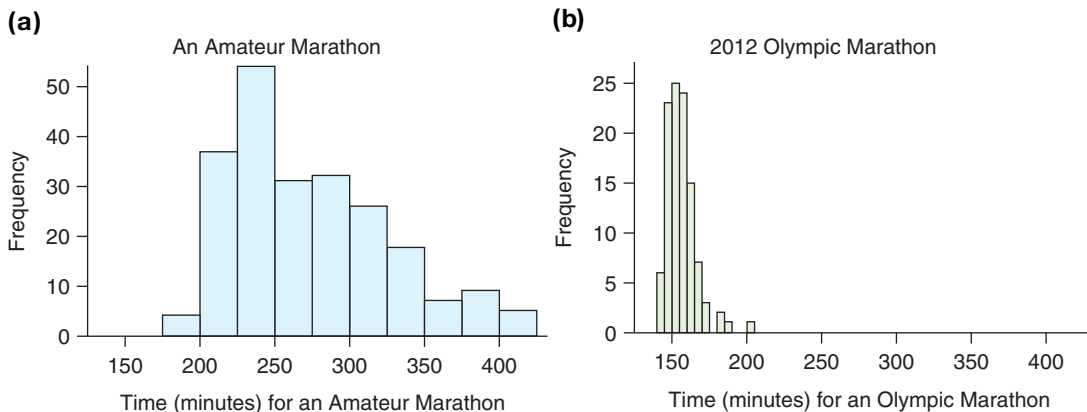 (a)
An Amateur Marathon
50
40
30
20
10
0
Frequency
150 200 250 300 350 400
Time (minutes) for an Amateur Marathon
(b)
2012 Olympic Marathon
25
20
15
10
5
0
Frequency
150 200 250 300 350 400
Time (minutes) for an Olympic Marathon